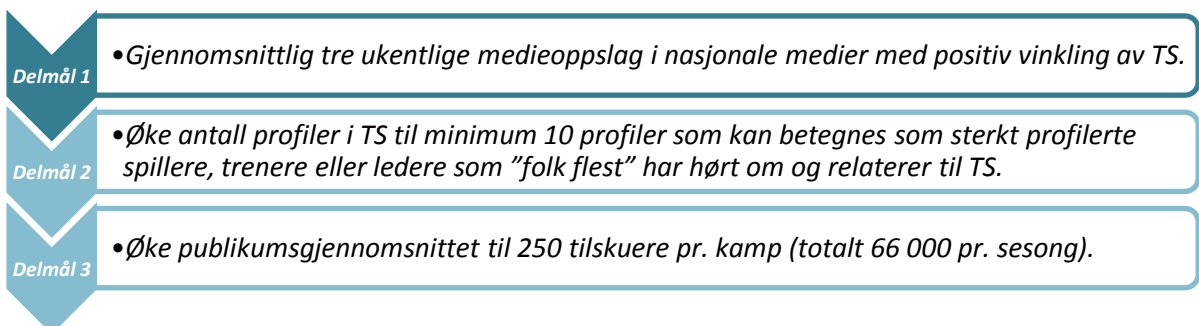 Delmål 1
•Gjennomsnittlig tre ukentlige medieoppslag i nasjonale medier med positiv vinkling av TS.
Delmål 2
•Øke antall profiler i TS til minimum 10 profiler som kan betegnes som sterkt profilerte
spillere, trenere eller ledere som ”folk flest” har hørt om og relaterer til TS.
Delmål 3
•Øke publikumsgjennomsnittet til 250 tilskuere pr. kamp (totalt 66 000 pr. sesong).